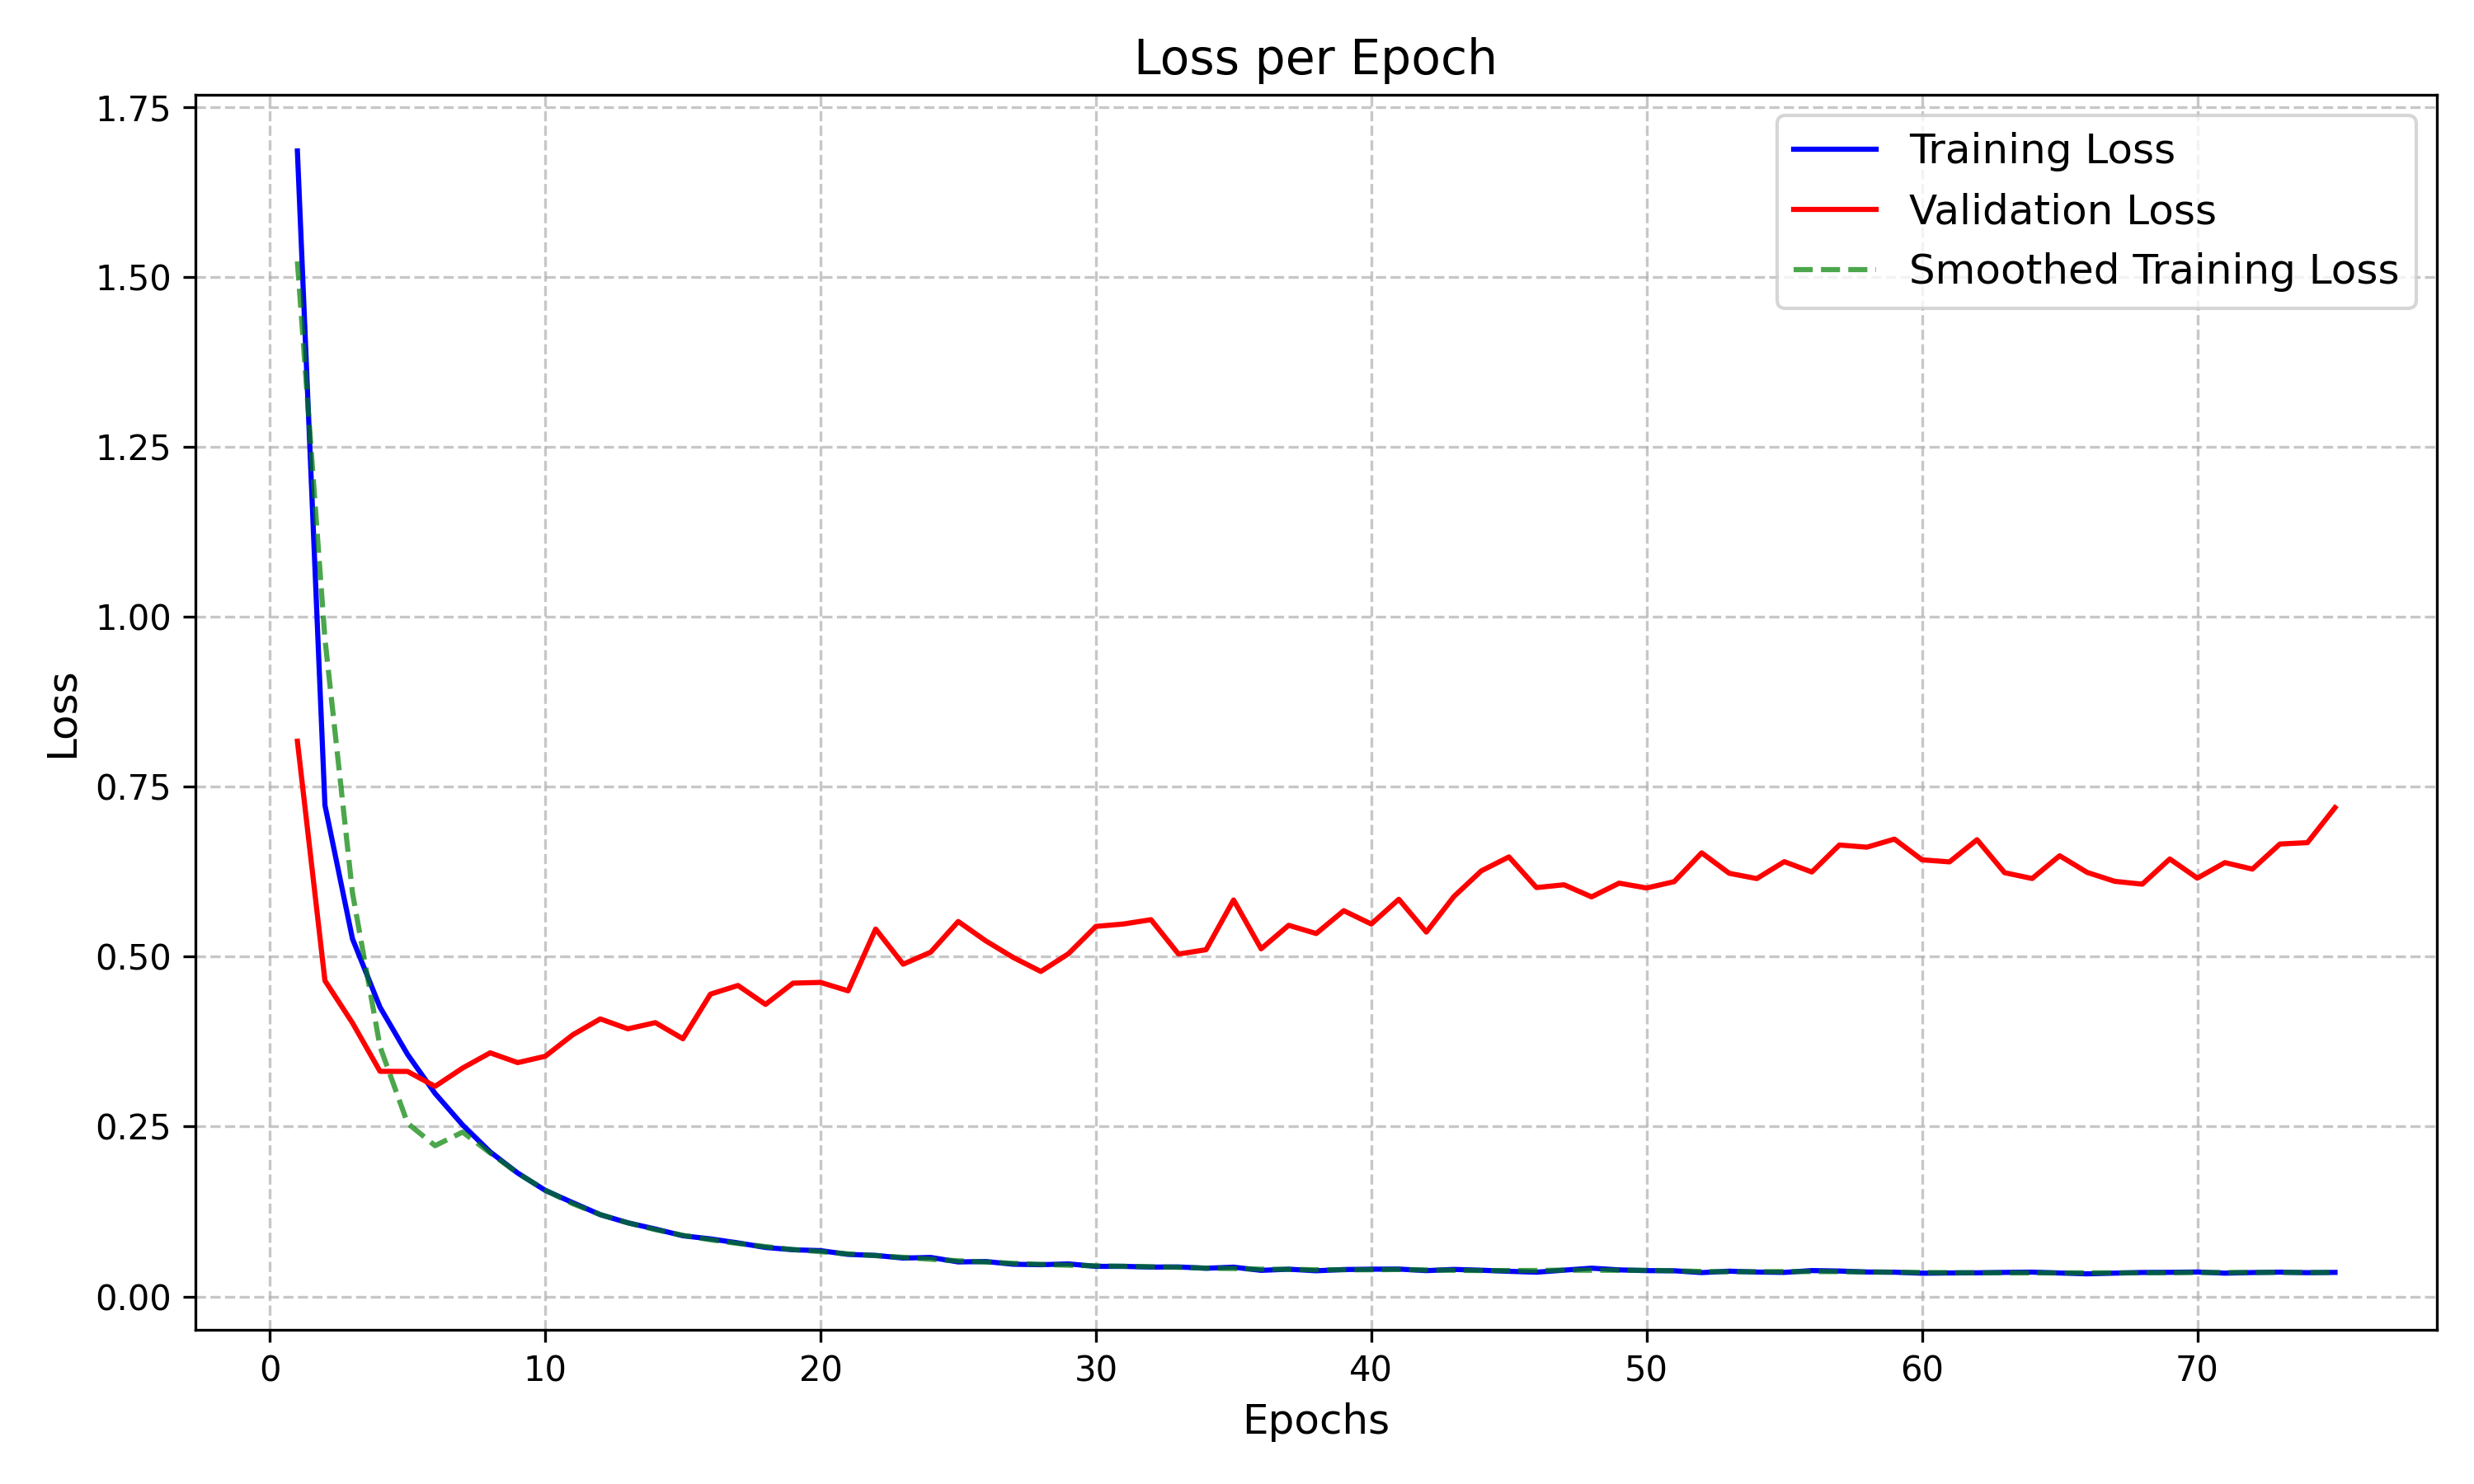 Loss per Epoch
Training Loss
Validation Loss
Smoothed Training Loss
Loss
1.75
1.50
1.25
1.00
0.75
0.50
0.25
0.00
0 10 20 30 40 50 60 70
Epochs